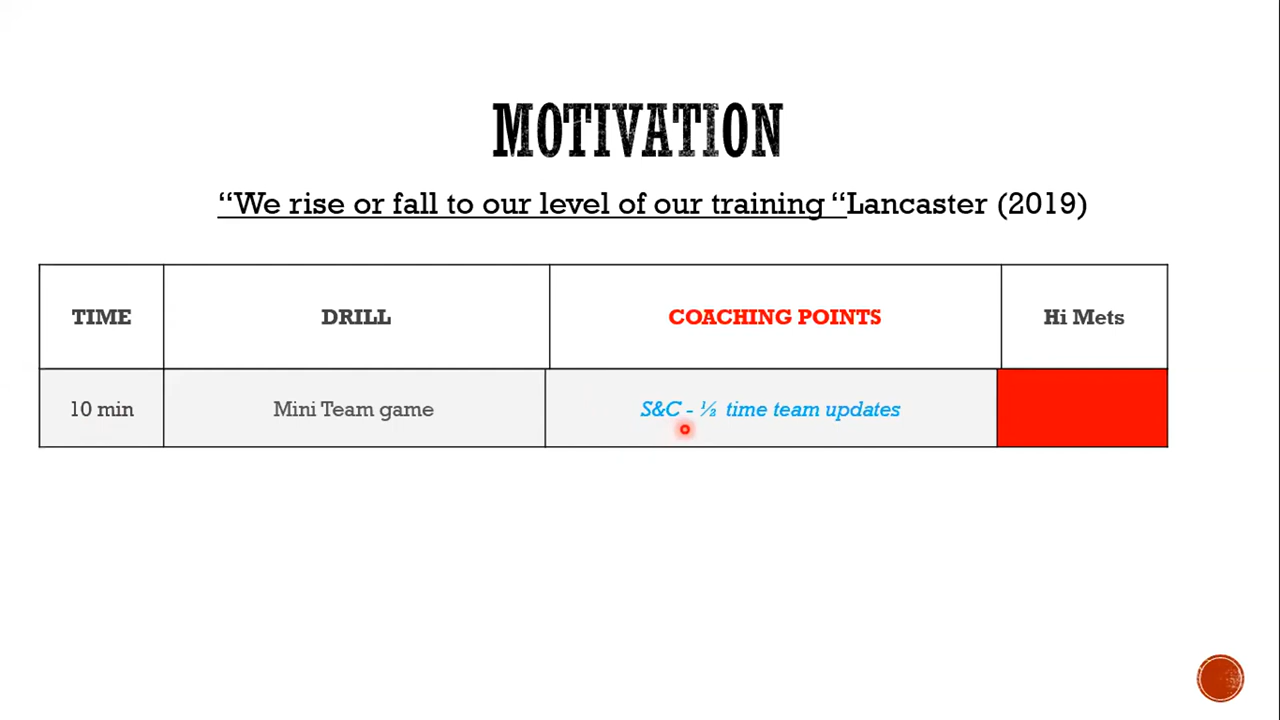 MOTIVATION
“We rise or fall to our level of our training “Lancaster (2019)
TIME DRILL COACHING POINTS Hi Mets
10 min Mini Team game S&C - ½ time team updates